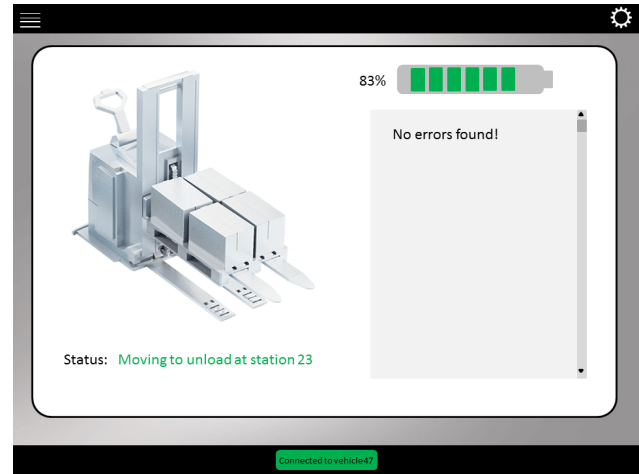 83%
No errors found!
Status: Moving to unload at station 23
Connected to vehicle47